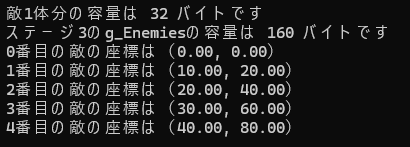 敵1体分の容量は 32 バイトです
ステージ3のg_Enemiesの容量は 160 バイトです
0番目の敵の座標は (0.00, 0.00)
1番目の敵の座標は (10.00, 20.00)
2番目の敵の座標は (20.00, 40.00)
3番目の敵の座標は (30.00, 60.00)
4番目の敵の座標は (40.00, 80.00)